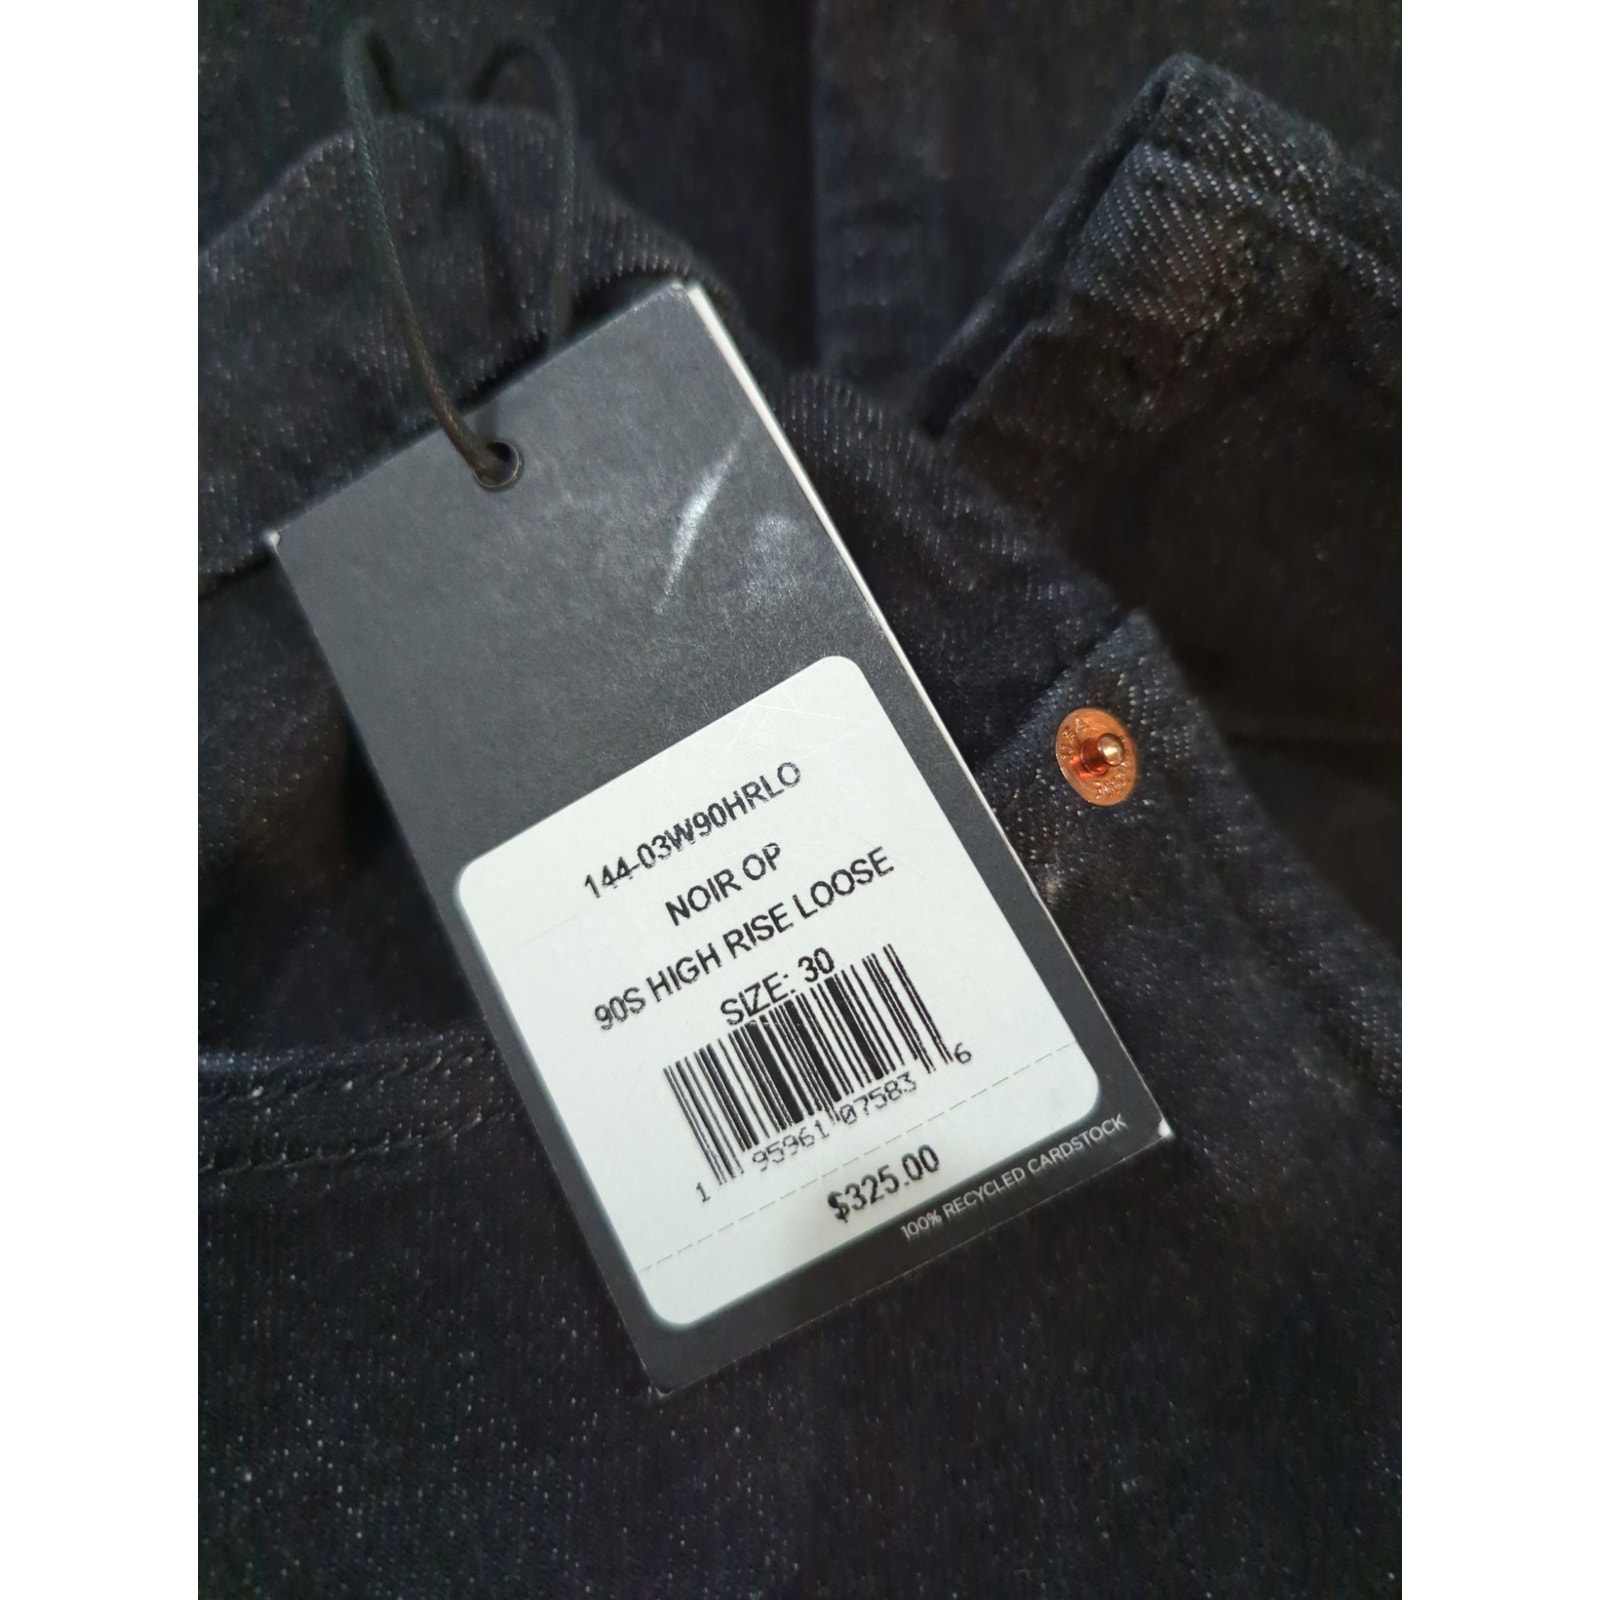 144-03W90HRLO
NOIR OP
90S HIGH RISE LOOSE
SIZE: 30
1 95961 07583 6
$325.00
100% RECYCLED CARDSTOCK